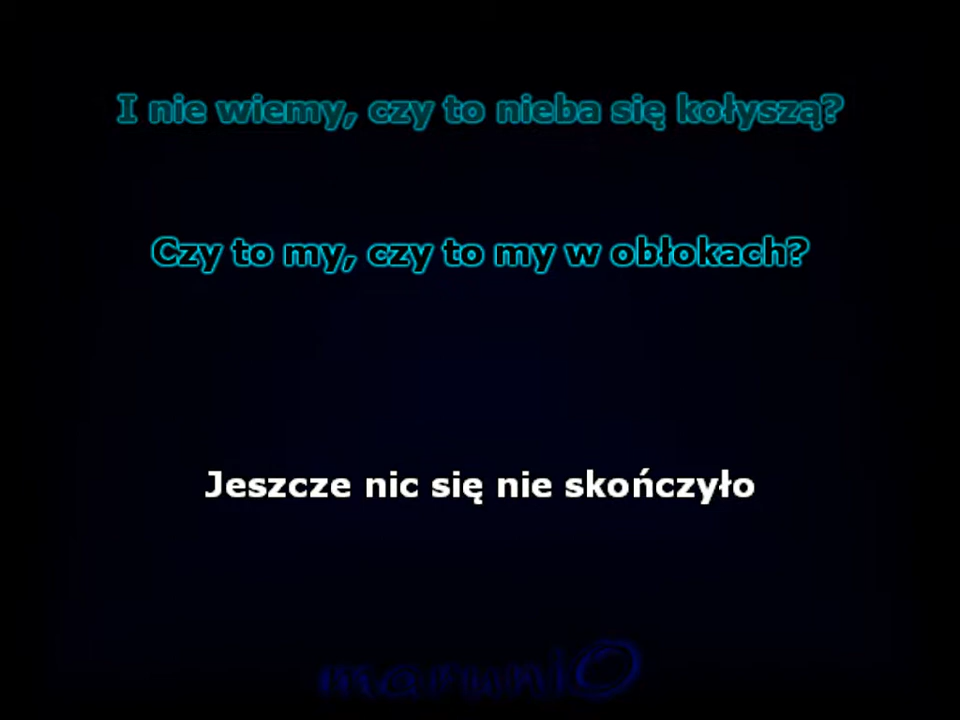 I nie wiemy, czy to nieba się kołyszą?
Czy to my, czy to my w obłokach?
Jeszcze nic się nie skończyło